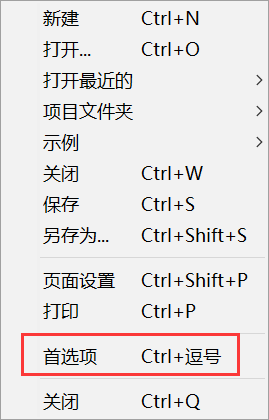 新建 Ctrl+N
打开... Ctrl+O
打开最近的
项目文件夹
示例
关闭 Ctrl+W
保存 Ctrl+S
另存为... Ctrl+Shift+S
页面设置 Ctrl+Shift+P
打印 Ctrl+P
首选项 Ctrl+逗号
关闭 Ctrl+Q